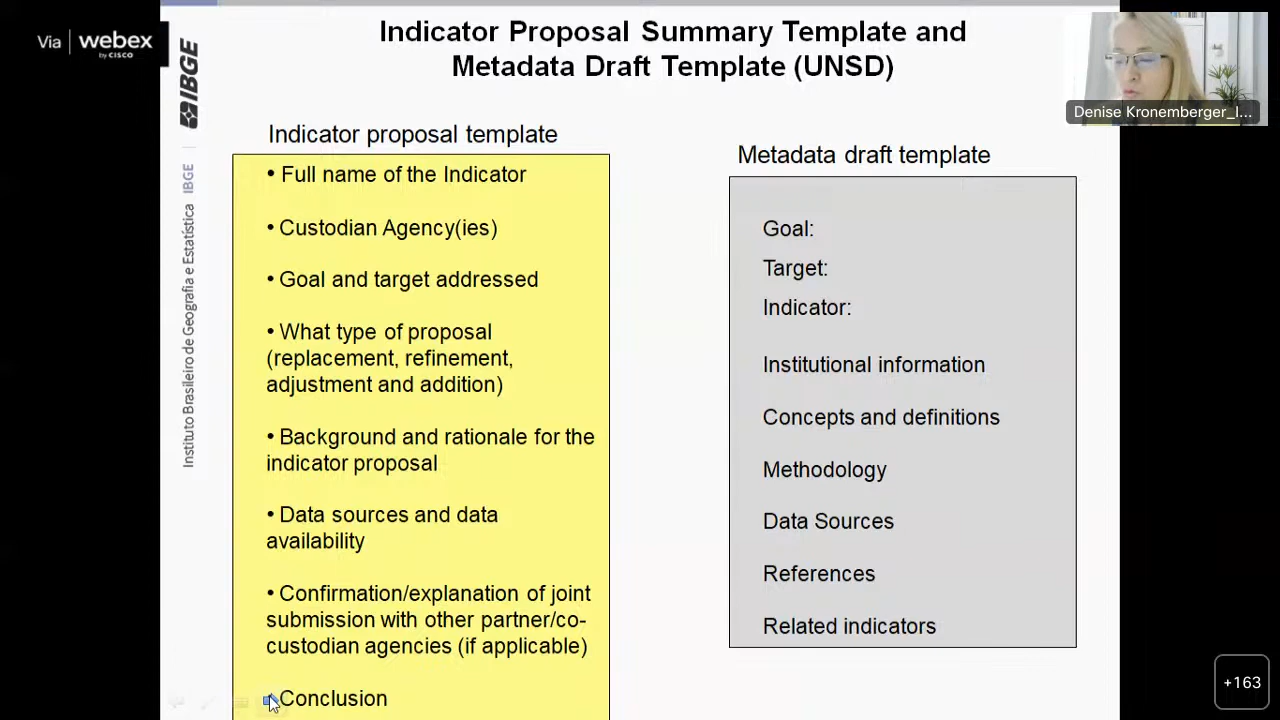 Via webex
by CISCO
IBGE
Instituto Brasileiro de Geografia e Estatística IBGE
Indicator Proposal Summary Template and
Metadata Draft Template (UNSD)
Denise Kronemberger_I...
Indicator proposal template
• Full name of the Indicator
• Custodian Agency(ies)
• Goal and target addressed
• What type of proposal
(replacement, refinement,
adjustment and addition)
• Background and rationale for the
indicator proposal
• Data sources and data
availability
• Confirmation/explanation of joint
submission with other partner/co-
custodian agencies (if applicable)
• Conclusion
Metadata draft template
Goal:
Target:
Indicator:
Institutional information
Concepts and definitions
Methodology
Data Sources
References
Related indicators
+163